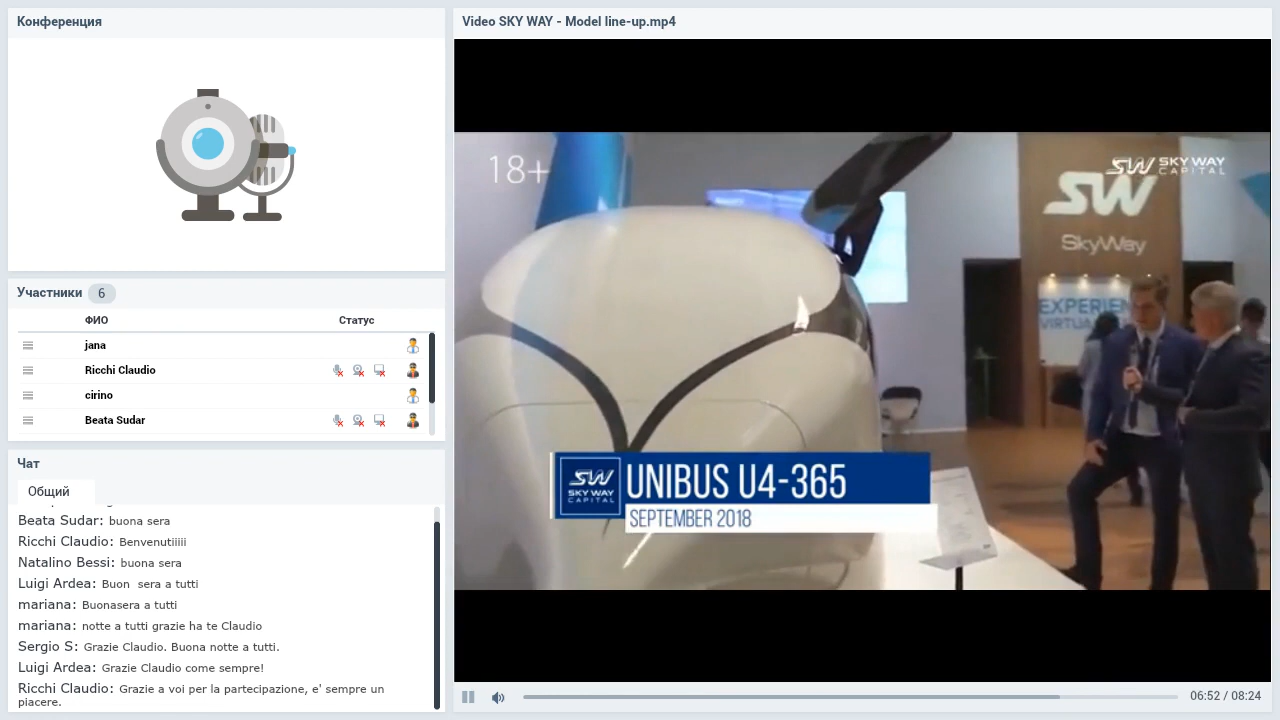 Конференция
Участники 6
ФИО Статус
jana
Ricchi Claudio
cirino
Beata Sudar
Чат
Общий
Beata Sudar: buona sera
Ricchi Claudio: Benvenutiiiii
Natalino Bessi: buona sera
Luigi Ardea: Buon  sera a tutti
mariana: Buonasera a tutti
mariana: notte a tutti grazie ha te Claudio
Sergio S: Grazie Claudio. Buona notte a tutti.
Luigi Ardea: Grazie Claudio come sempre!
Ricchi Claudio: Grazie a voi per la partecipazione, e' sempre un
piacere.
Video SKY WAY - Model line-up.mp4
18+
SW SKY WAY
CAPITAL
SW
SkyWay
EXPERIEN
VIRTUA
SW
SKY WAY
CAPITAL
UNIBUS U4-365
SEPTEMBER 2018
06:52 / 08:24